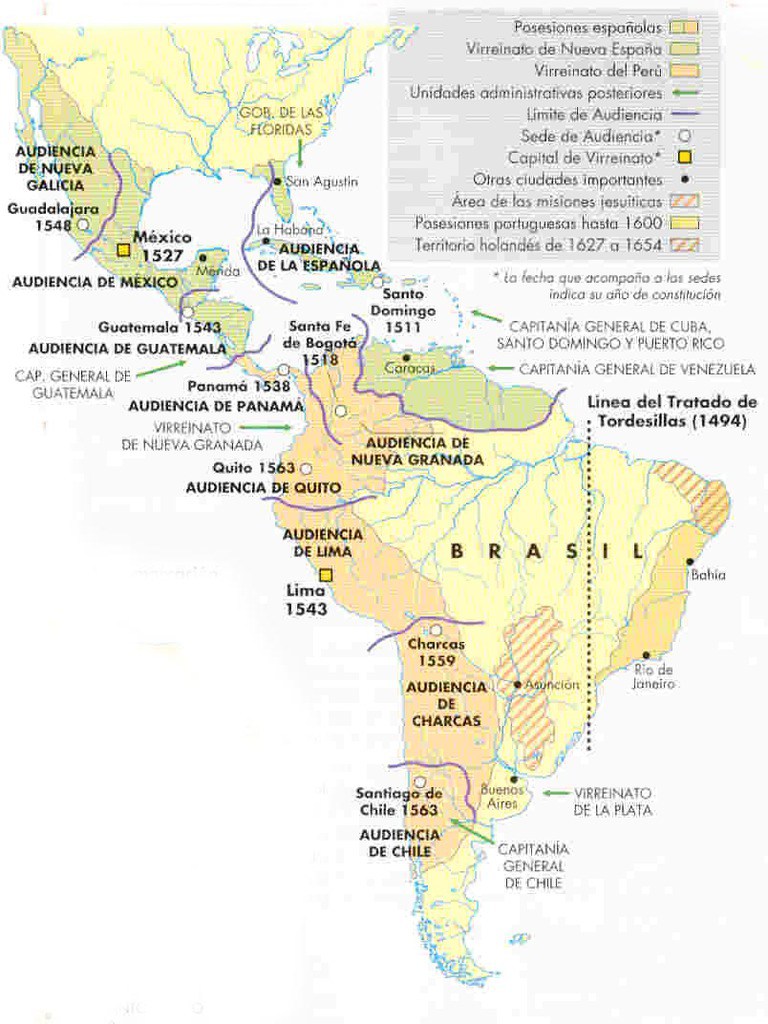 Posesiones españolas
Virreinato de Nueva España
Virreinato del Perú
Unidades administrativas posteriores
Límite de Audiencia
Sede de Audiencia*
Capital de Virreinato*
Otras ciudades importantes
Área de las misiones jesuíticas
Posesiones portuguesas hasta 1600
Territorio holandés de 1627 a 1654
* La fecha que acompaña a las sedes
indica su año de constitución
GOB. DE LAS
FLORIDAS
San Agustín
AUDIENCIA
DE NUEVA
GALICIA
Guadalajara
1548
México
1527
AUDIENCIA DE MÉXICO
Mérida
La Habana
AUDIENCIA
DE LA ESPAÑOLA
Santo
Domingo
1511
CAPITANÍA GENERAL DE CUBA,
SANTO DOMINGO Y PUERTO RICO
Guatemala 1543
AUDIENCIA DE GUATEMALA
CAP. GENERAL DE
GUATEMALA
Santa Fe
de Bogotá
1518
Caracas
CAPITANÍA GENERAL DE VENEZUELA
Panamá 1538
AUDIENCIA DE PANAMÁ
VIRREINATO
DE NUEVA GRANADA
AUDIENCIA DE
NUEVA GRANADA
Línea del Tratado de
Tordesillas (1494)
Quito 1563
AUDIENCIA DE QUITO
AUDIENCIA
DE LIMA
Lima
1543
BRASIL
Bahía
Río de
Janeiro
Charcas
1559
AUDIENCIA
DE
CHARCAS
Asunción
Santiago de
Chile 1563
AUDIENCIA
DE CHILE
Buenos
Aires
VIRREINATO
DE LA PLATA
CAPITANÍA
GENERAL
DE CHILE